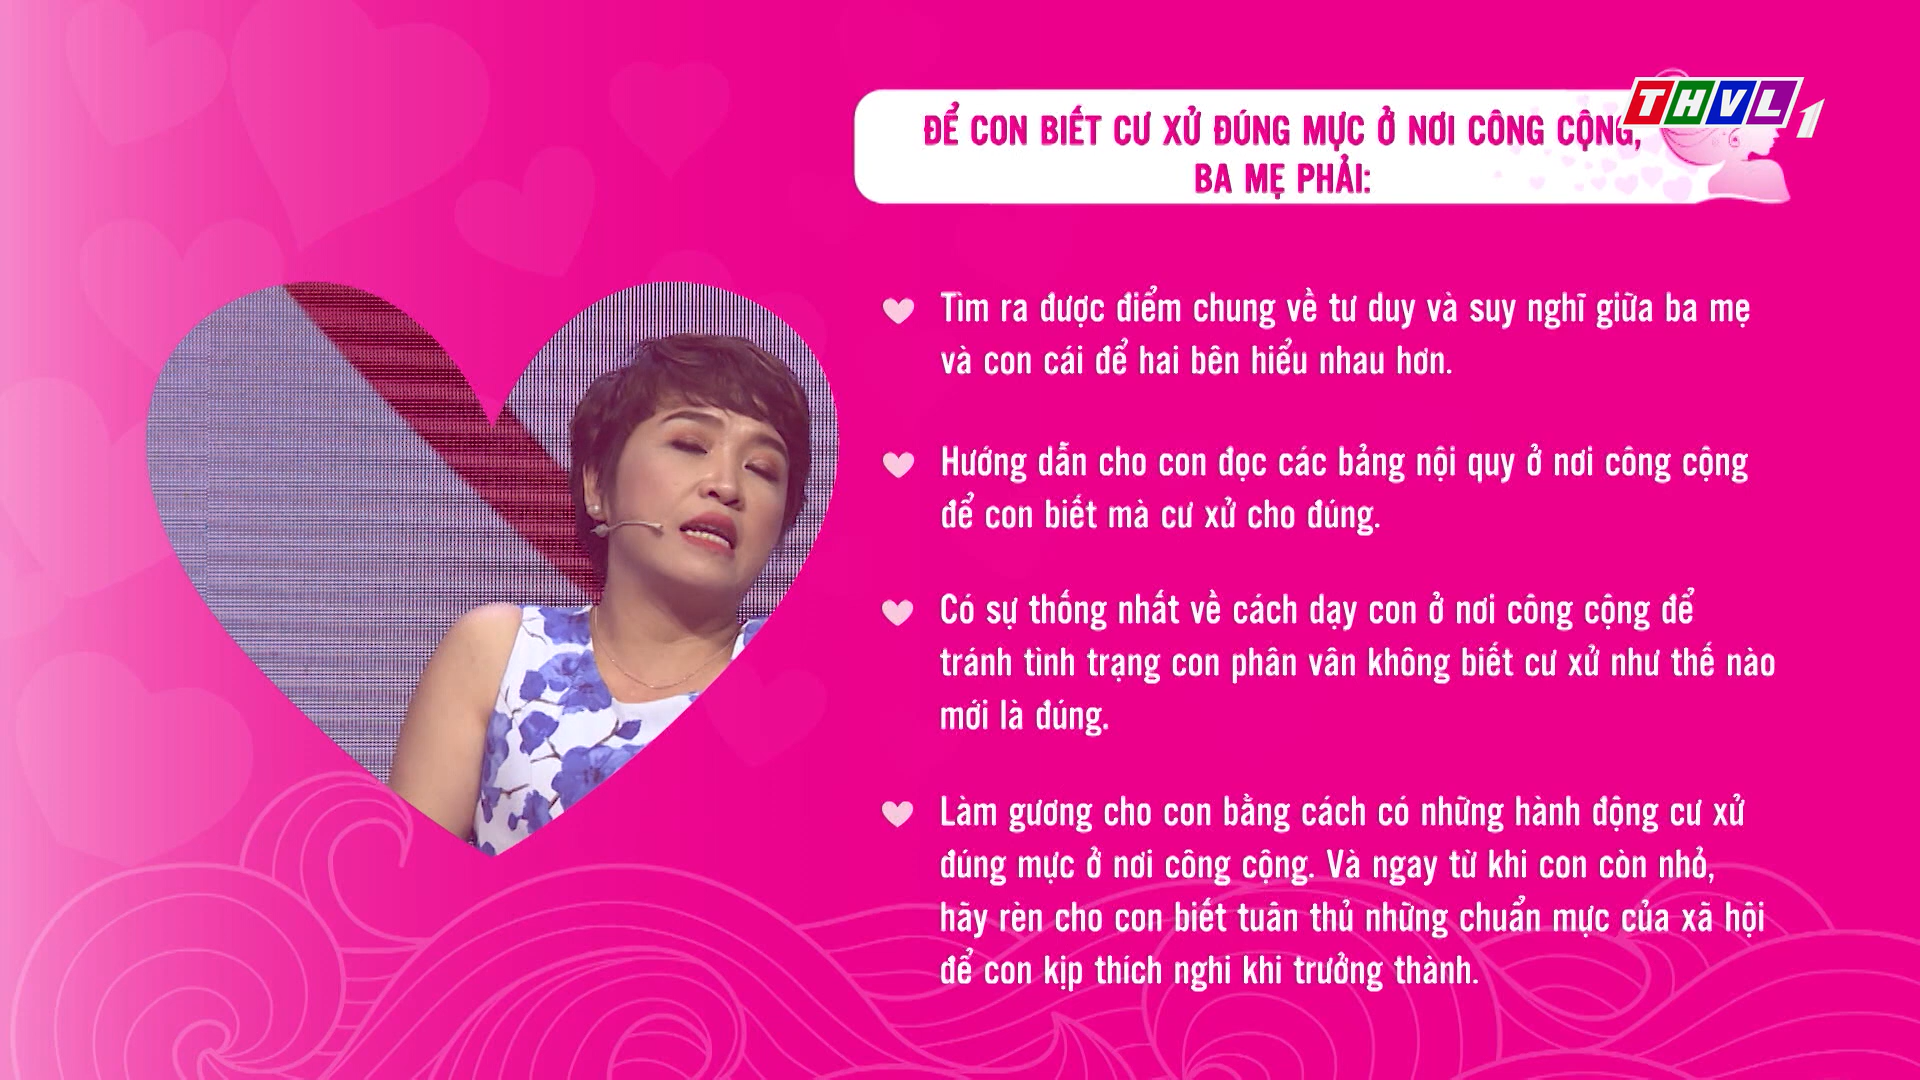 THVL1
ĐỂ CON BIẾT CƯ XỬ ĐÚNG MỰC Ở NƠI CÔNG CỘNG,
BA MẸ PHẢI:
Tìm ra được điểm chung về tư duy và suy nghĩ giữa ba mẹ
và con cái để hai bên hiểu nhau hơn.
Hướng dẫn cho con đọc các bảng nội quy ở nơi công cộng
để con biết mà cư xử cho đúng.
Có sự thống nhất về cách dạy con ở nơi công cộng để
tránh tình trạng con phân vân không biết cư xử như thế nào
mới là đúng.
Làm gương cho con bằng cách có những hành động cư xử
đúng mực ở nơi công cộng. Và ngay từ khi con còn nhỏ,
hãy rèn cho con biết tuân thủ những chuẩn mực của xã hội
để con kịp thích nghi khi trưởng thành.